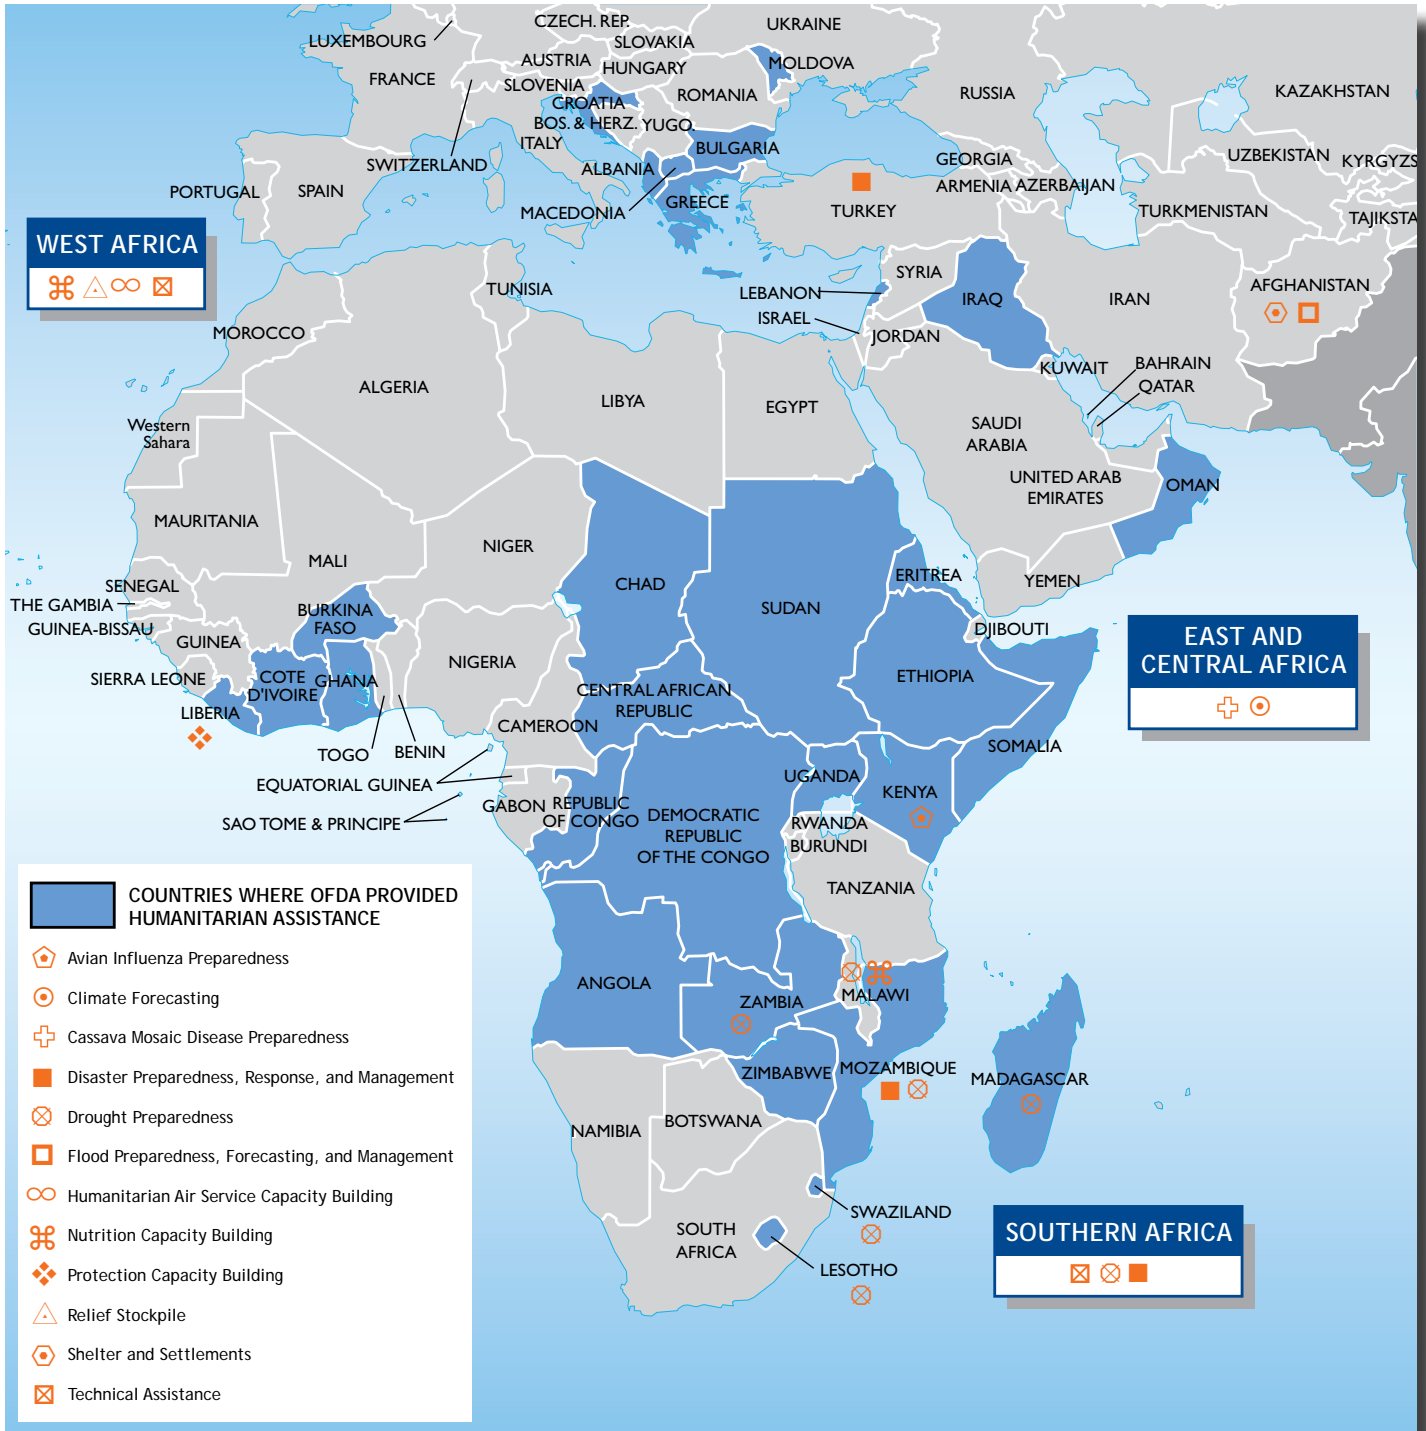 CZECH. REP.
UKRAINE
LUXEMBOURG
SLOVAKIA
AUSTRIA
MOLDOVA
HUNGARY
FRANCE
SLOVENIA
ROMANIA
RUSSIA
KAZAKHSTAN
CROATIA
BOS. & HERZ.
YUGO.
ITALY
BULGARIA
SWITZERLAND
ALBANIA
GEORGIA
UZBEKISTAN
KYRGYZS
PORTUGAL
SPAIN
ARMENIA
AZERBAIJAN
GREECE
MACEDONIA
TURKEY
TURKMENISTAN
TAJIKSTA
WEST AFRICA
SYRIA
TUNISIA
LEBANON
IRAQ
IRAN
AFGHANISTAN
ISRAEL
MOROCCO
JORDAN
KUWAIT
BAHRAIN
QATAR
ALGERIA
LIBYA
EGYPT
Western
Sahara
SAUDI
ARABIA
UNITED ARAB
EMIRATES
OMAN
MAURITANIA
MALI
NIGER
CHAD
SUDAN
ERITREA
YEMEN
SENEGAL
THE GAMBIA
GUINEA-BISSAU
BURKINA
FASO
GUINEA
DJIBOUTI
EAST AND
CENTRAL AFRICA
NIGERIA
SIERRA LEONE
COTE
D'IVOIRE
GHANA
ETHIOPIA
CENTRAL AFRICAN
REPUBLIC
LIBERIA
CAMEROON
TOGO
BENIN
SOMALIA
EQUATORIAL GUINEA
UGANDA
KENYA
GABON
REPUBLIC
OF CONGO
SAO TOME & PRINCIPE
DEMOCRATIC
REPUBLIC
OF THE CONGO
RWANDA
BURUNDI
TANZANIA
ANGOLA
ZAMBIA
MALAWI
ZIMBABWE
MOZAMBIQUE
MADAGASCAR
NAMIBIA
BOTSWANA
SWAZILAND
SOUTH
AFRICA
LESOTHO
SOUTHERN AFRICA
COUNTRIES WHERE OFDA PROVIDED
HUMANITARIAN ASSISTANCE
Avian Influenza Preparedness
Climate Forecasting
Cassava Mosaic Disease Preparedness
Disaster Preparedness, Response, and Management
Drought Preparedness
Flood Preparedness, Forecasting, and Management
Humanitarian Air Service Capacity Building
Nutrition Capacity Building
Protection Capacity Building
Relief Stockpile
Shelter and Settlements
Technical Assistance